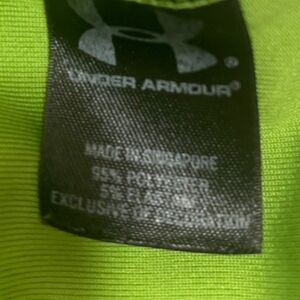 UNDER ARMOUR®
MADE IN SINGAPORE
95% POLYESTER
5% ELASTANE
EXCLUSIVE OF DECORATION